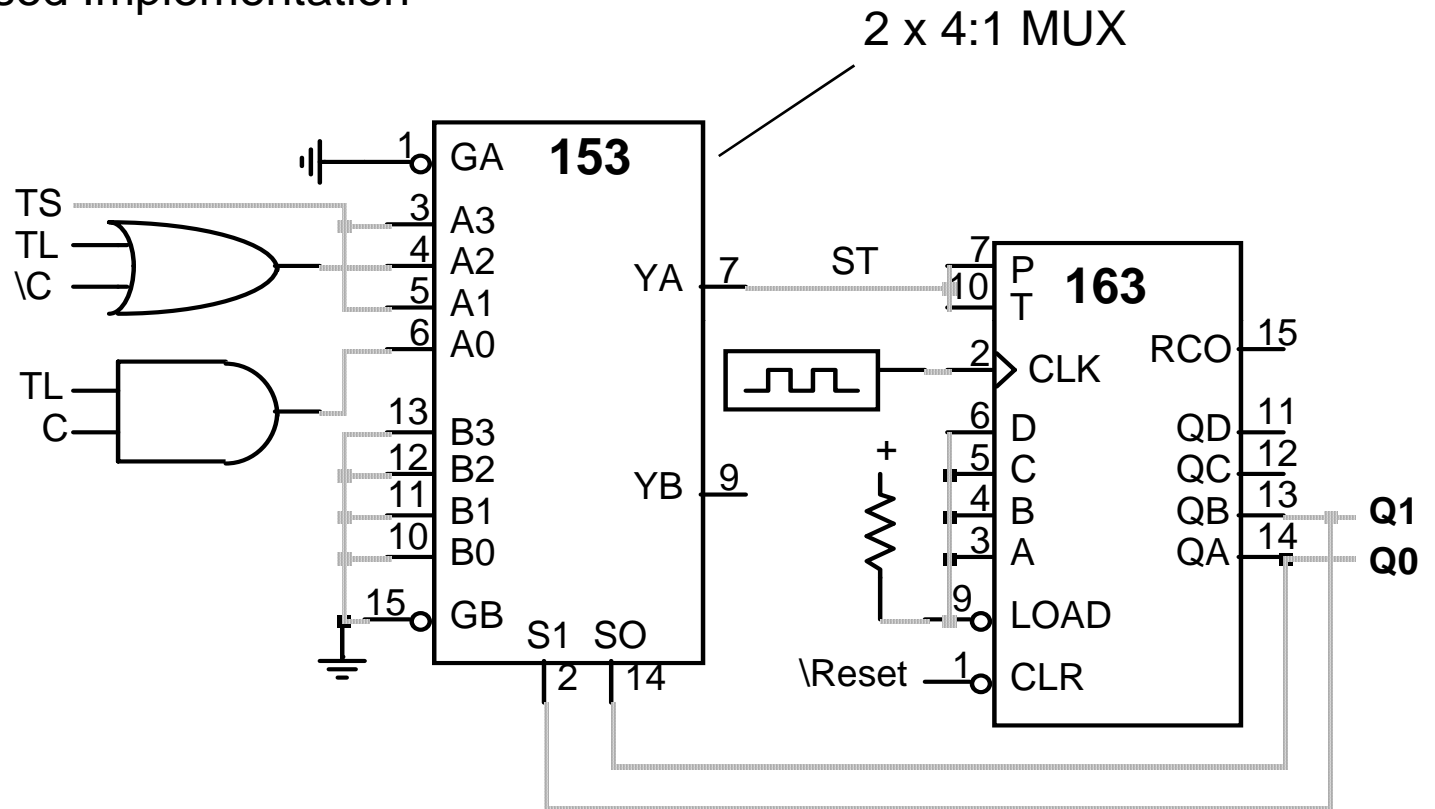 sed Implementation
2 x 4:1 MUX
153
1 GA
TS
3 A3
TL
4 A2
\C
5 A1
6 A0
YA 7 ST
TL
C
13 B3
12 B2
11 B1
10 B0
YB 9
15 GB
S1 SO
2 14
163
7 P
10 T
2 CLK
RCO 15
6 D
QD 11
5 C
QC 12
4 B
QB 13 Q1
3 A
QA 14 Q0
+
9 LOAD
\Reset 1 CLR